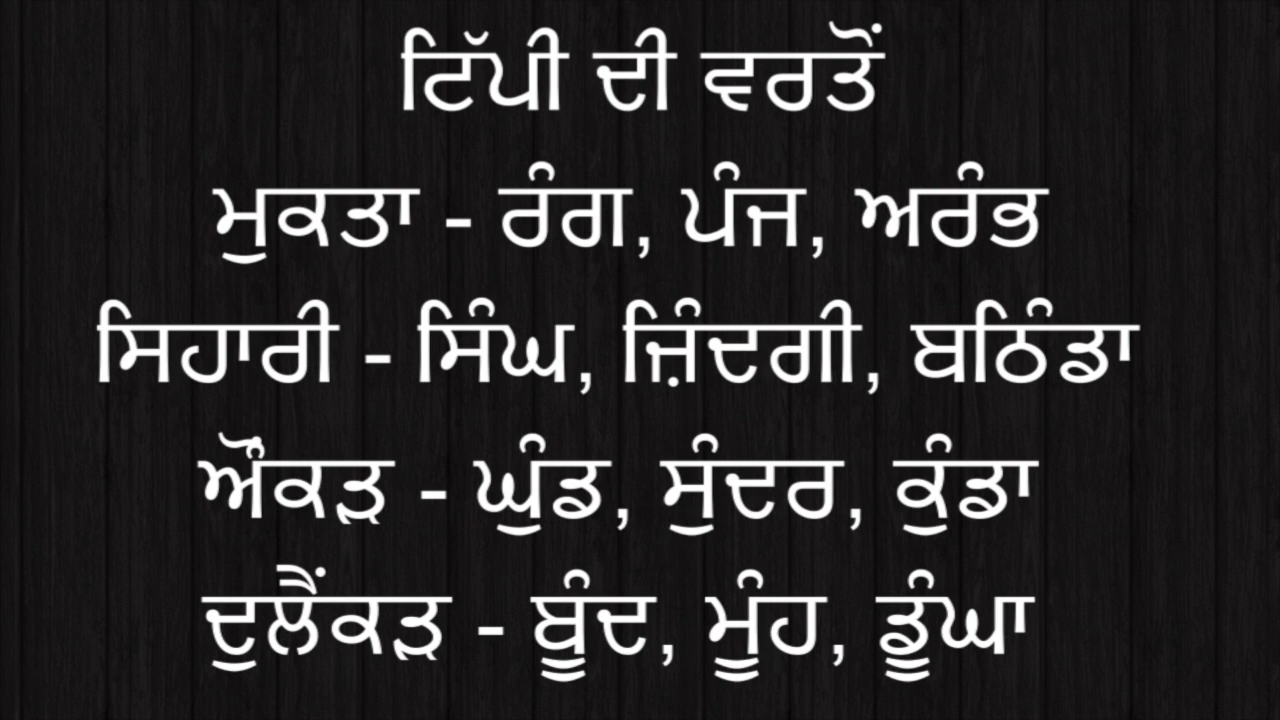 ਟਿੱਪੀ ਦੀ ਵਰਤੋਂ
ਮੁਕਤਾ - ਰੰਗ, ਪੰਜ, ਅਰੰਭ
ਸਿਹਾਰੀ - ਸਿੰਘ, ਜ਼ਿੰਦਗੀ, ਬਠਿੰਡਾ
ਔਂਕੜ - ਘੁੰਡ, ਸੁੰਦਰ, ਕੁੰਡਾ
ਦੁਲੈਂਕੜ - ਬੂੰਦ, ਮੂੰਹ, ਡੂੰਘਾ